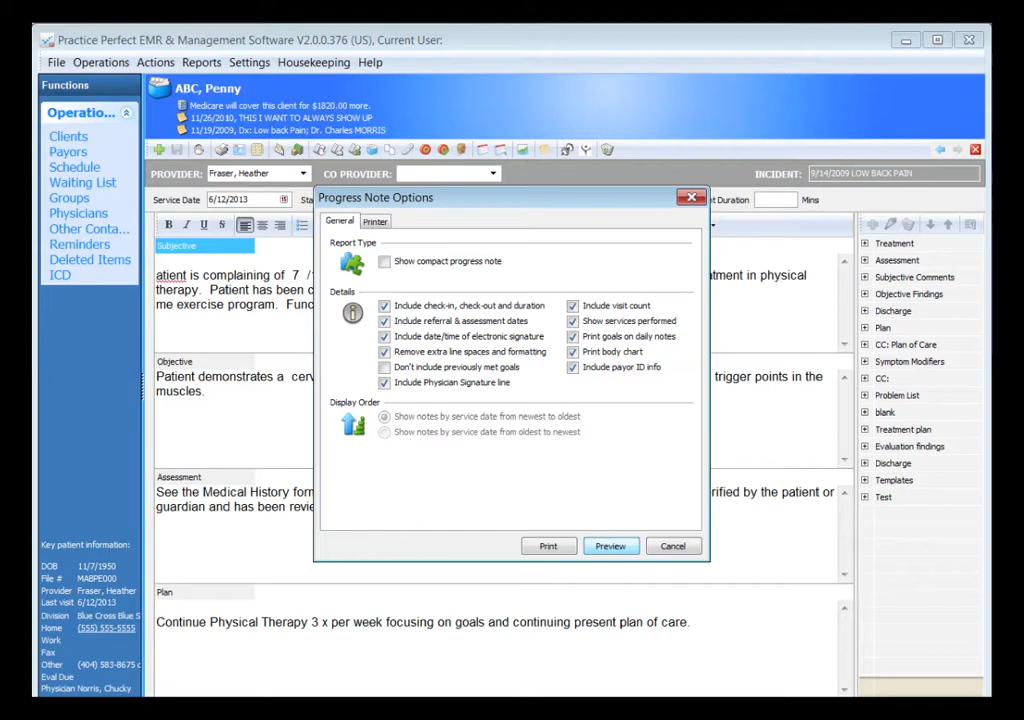 Practice Perfect EMR & Management Software V2.0.0.376 (US), Current User:
File Operations Actions Reports Settings Housekeeping Help
Functions
Operatio...
Clients
Payors
Schedule
Waiting List
Groups
Physicians
Other Conta...
Reminders
Deleted Items
ICD
Key patient information:
DOB 11/7/1950
File # MABPE000
Provider Fraser, Heather
Last visit 6/12/2013
Division Blue Cross Blue S
Home (555) 555-5555
Work
Fax
Other (404) 583-8675 c
Eval Due
Physician Norris, Chucky
ABC, Penny
Medicare will cover this client for $1820.00 more.
11/26/2010, THIS I WANT TO ALWAYS SHOW UP
11/19/2009, Dx: Low back Pain; Dr. Charles MORRIS
PROVIDER: Fraser, Heather CO PROVIDER: INCIDENT: 9/14/2009 LOW BACK PAIN
Service Date 6/12/2013 Sta t Duration Mins
B I U S
Subjective
atient is complaining of 7 / tment in physical
therapy. Patient has been c
me exercise program. Func
Objective
Patient demonstrates a cerv trigger points in the
muscles.
Assessment
See the Medical History form rified by the patient or
guardian and has been revie
Plan
Continue Physical Therapy 3 x per week focusing on goals and continuing present plan of care.
Progress Note Options
General Printer
Report Type
Show compact progress note
Details
Include check-in, check-out and duration
Include referral & assessment dates
Include date/time of electronic signature
Remove extra line spaces and formatting
Don't include previously met goals
Include Physician Signature line
Include visit count
Show services performed
Print goals on daily notes
Print body chart
Include payor ID info
Display Order
Show notes by service date from newest to oldest
Show notes by service date from oldest to newest
Print Preview Cancel
Treatment
Assessment
Subjective Comments
Objective Findings
Discharge
Plan
CC: Plan of Care
Symptom Modifiers
CC:
Problem List
blank
Treatment plan
Evaluation findings
Discharge
Templates
Test